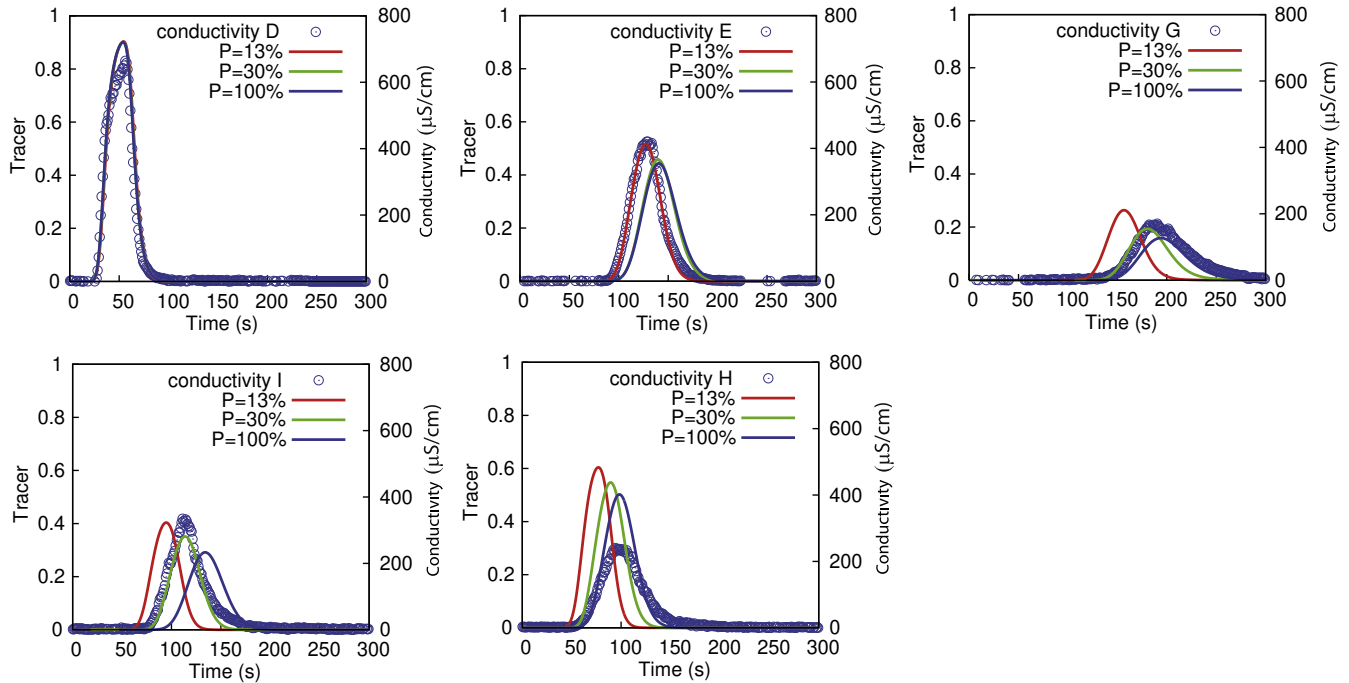 conductivity D
P=13%
P=30%
P=100%
Tracer
1
0.8
0.6
0.4
0.2
0
800
600
400
200
0
Conductivity (µS/cm)
0 50 100 150 200 250 300
Time (s)
conductivity E
P=13%
P=30%
P=100%
Tracer
1
0.8
0.6
0.4
0.2
0
800
600
400
200
0
Conductivity (µS/cm)
0 50 100 150 200 250 300
Time (s)
conductivity G
P=13%
P=30%
P=100%
Tracer
1
0.8
0.6
0.4
0.2
0
800
600
400
200
0
Conductivity (µS/cm)
0 50 100 150 200 250 300
Time (s)
conductivity I
P=13%
P=30%
P=100%
Tracer
1
0.8
0.6
0.4
0.2
0
800
600
400
200
0
Conductivity (µS/cm)
0 50 100 150 200 250 300
Time (s)
conductivity H
P=13%
P=30%
P=100%
Tracer
1
0.8
0.6
0.4
0.2
0
800
600
400
200
0
Conductivity (µS/cm)
0 50 100 150 200 250 300
Time (s)